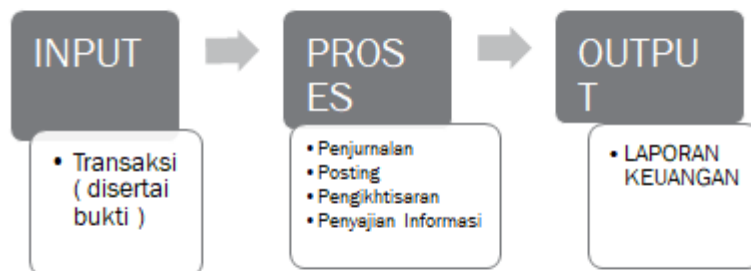 INPUT
• Transaksi
( disertai
bukti )
PROS
ES
• Penjurnalan
• Posting
• Pengikhtisaran
• Penyajian Informasi
OUTPU
T
• LAPORAN
KEUANGAN